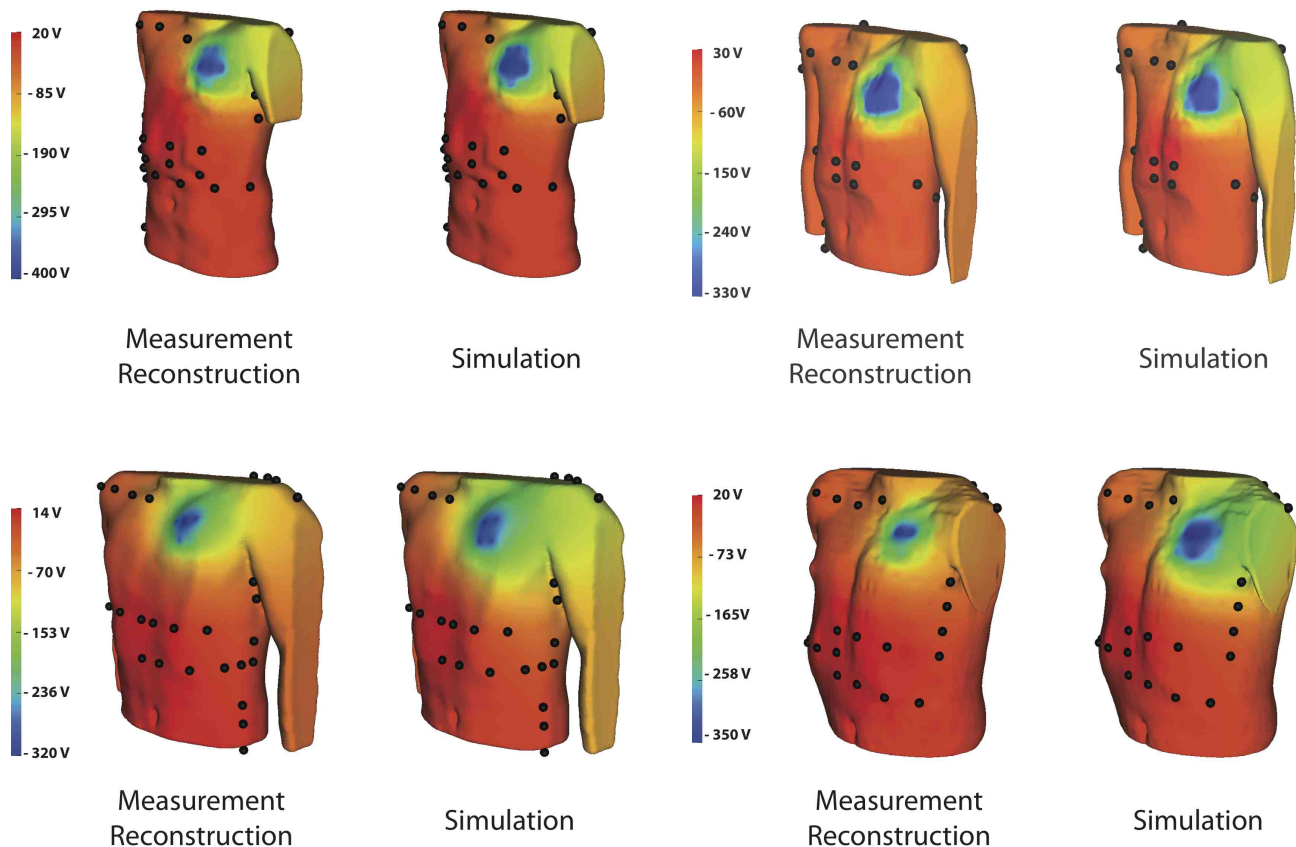 20 V
- 85 V
- 190 V
- 295 V
- 400 V
Measurement
Reconstruction
Simulation
30 V
- 60V
- 150 V
- 240 V
- 330 V
Measurement
Reconstruction
Simulation
14 V
- 70 V
- 153 V
- 236 V
- 320 V
Measurement
Reconstruction
Simulation
20 V
- 73 V
- 165V
- 258 V
- 350 V
Measurement
Reconstruction
Simulation